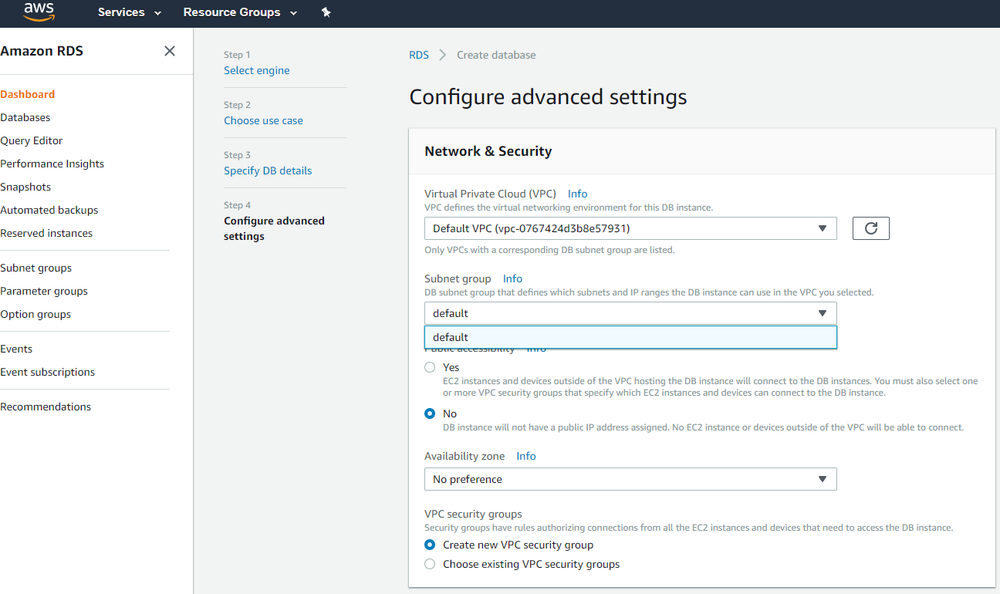 aws
Services
Resource Groups
Amazon RDS
Dashboard
Databases
Query Editor
Performance Insights
Snapshots
Automated backups
Reserved instances
Subnet groups
Parameter groups
Option groups
Events
Event subscriptions
Recommendations
Step 1
Select engine
Step 2
Choose use case
Step 3
Specify DB details
Step 4
Configure advanced
settings
RDS
Create database
Configure advanced settings
Network & Security
Virtual Private Cloud (VPC) Info
VPC defines the virtual networking environment for this DB instance.
Default VPC (vpc-0767424d3b8e57931)
Only VPCs with a corresponding DB subnet group are listed.
Subnet group Info
DB subnet group that defines which subnets and IP ranges the DB instance can use in the VPC you selected.
default
default
Public accessibility Info
Yes
EC2 instances and devices outside of the VPC hosting the DB instance will connect to the DB instances. You must also select one
or more VPC security groups that specify which EC2 instances and devices can connect to the DB instance.
No
DB instance will not have a public IP address assigned. No EC2 instance or devices outside of the VPC will be able to connect.
Availability zone Info
No preference
VPC security groups
Security groups have rules authorizing connections from all the EC2 instances and devices that need to access the DB instance.
Create new VPC security group
Choose existing VPC security groups